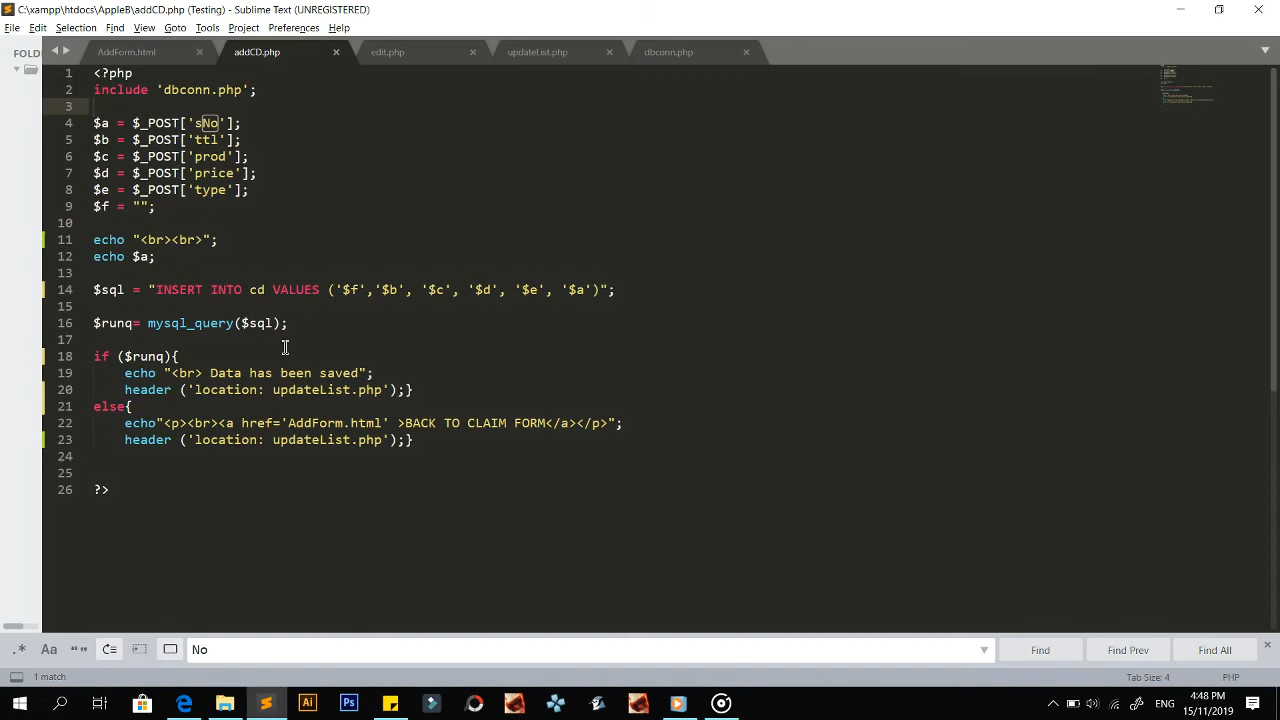 C:\xampp\htdocs\AppleB\addCD.php (Testing) - Sublime Text (UNREGISTERED)
File Edit Selection Find View Goto Tools Project Preferences Help
FOLD
AddForm.html
addCD.php
edit.php
updateList.php
dbconn.php
1 <?php
2 include 'dbconn.php';
3
4 $a = $_POST['sNo'];
5 $b = $_POST['ttl'];
6 $c = $_POST['prod'];
7 $d = $_POST['price'];
8 $e = $_POST['type'];
9 $f = "";
10
11 echo "<br><br>";
12 echo $a;
13
14 $sql = "INSERT INTO cd VALUES ('$f','$b', '$c', '$d', '$e', '$a')";
15
16 $runq= mysql_query($sql);
17
18 if ($runq){
19 echo "<br> Data has been saved";
20 header ('location: updateList.php');}
21 else{
22 echo"<p><br><a href='AddForm.html' >BACK TO CLAIM FORM</a></p>";
23 header ('location: updateList.php');}
24
25
26 ?>
.* Aa “” No Find Find Prev Find All
1 match Tab Size: 4 PHP
Ai Ps ENG 4:48 PM
15/11/2019